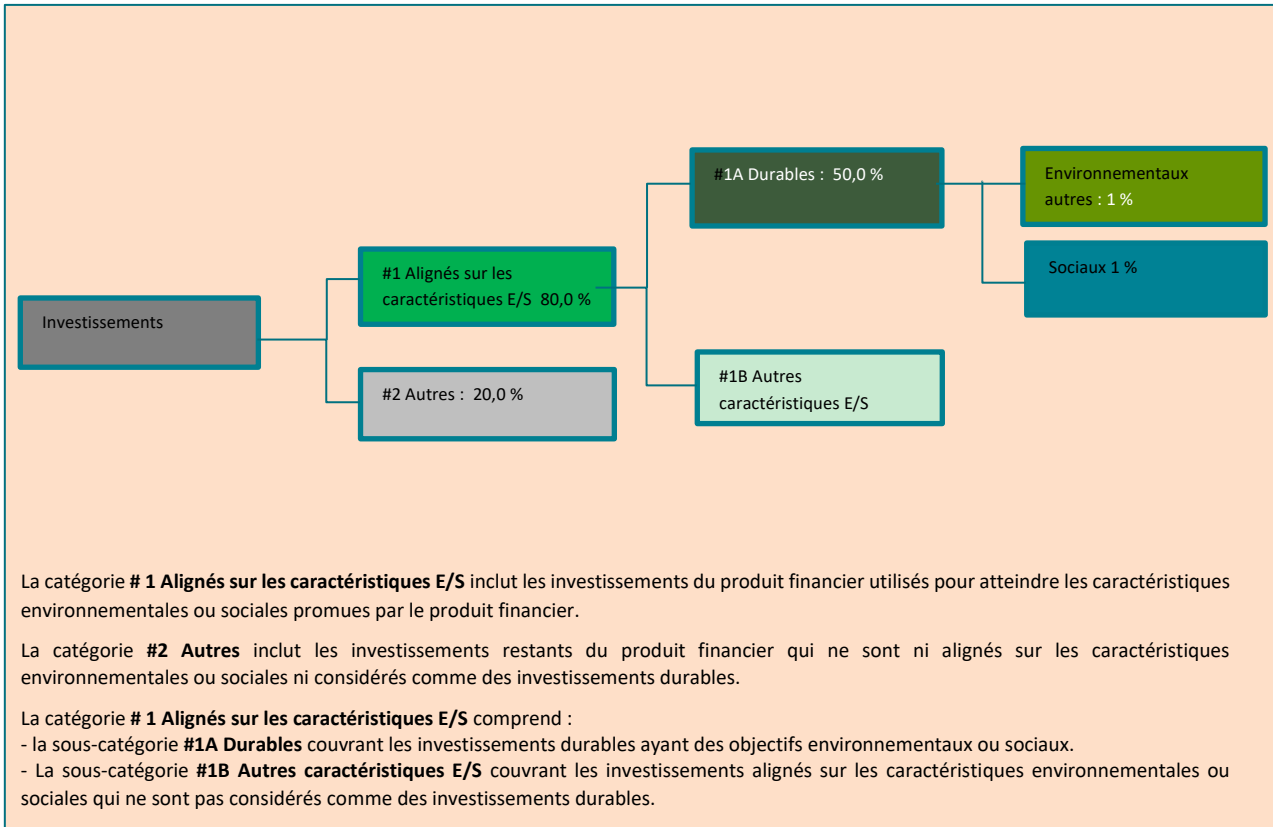 #1A Durables : 50,0 %
Environnementaux
autres : 1 %
Sociaux 1 %
#1 Alignés sur les
caractéristiques E/S 80,0 %
Investissements
#2 Autres : 20,0 %
#1B Autres
caractéristiques E/S
La catégorie # 1 Alignés sur les caractéristiques E/S inclut les investissements du produit financier utilisés pour atteindre les caractéristiques
environnementales ou sociales promues par le produit financier.
La catégorie #2 Autres inclut les investissements restants du produit financier qui ne sont ni alignés sur les caractéristiques
environnementales ou sociales ni considérés comme des investissements durables.
La catégorie # 1 Alignés sur les caractéristiques E/S comprend :
- la sous-catégorie #1A Durables couvrant les investissements durables ayant des objectifs environnementaux ou sociaux.
- La sous-catégorie #1B Autres caractéristiques E/S couvrant les investissements alignés sur les caractéristiques environnementales ou
sociales qui ne sont pas considérés comme des investissements durables.